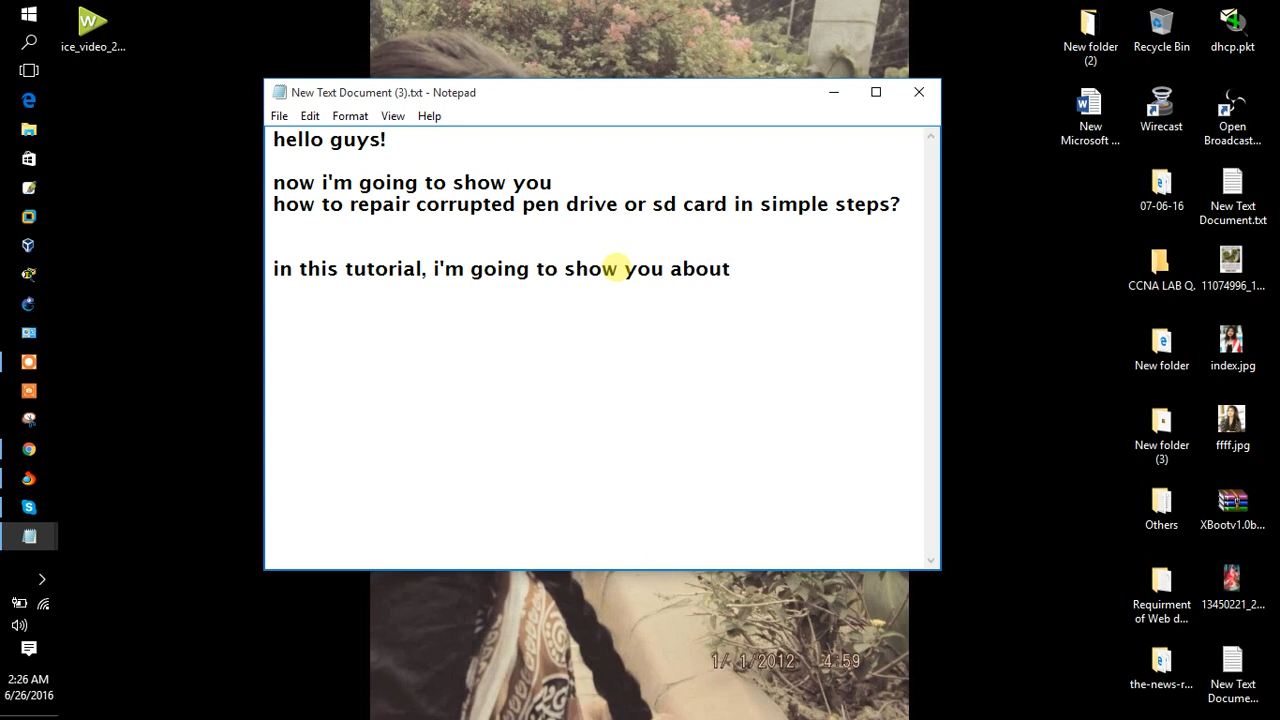 ice_video_2...
New Text Document (3).txt - Notepad
File Edit Format View Help
hello guys!
now i'm going to show you
how to repair corrupted pen drive or sd card in simple steps?
in this tutorial, i'm going to show you about
New folder
(2)
Recycle Bin
dhcp.pkt
New
Microsoft ...
Wirecast
Open
Broadcast...
07-06-16
New Text
Document.txt
CCNA LAB Q.
11074996_1...
New folder
index.jpg
New folder
(3)
ffff.jpg
Others
XBootv1.0b...
Requirment
of Web d...
13450221_2...
the-news-r...
New Text
Docume...
2:26 AM
6/26/2016
1/ 1/2012 4:59